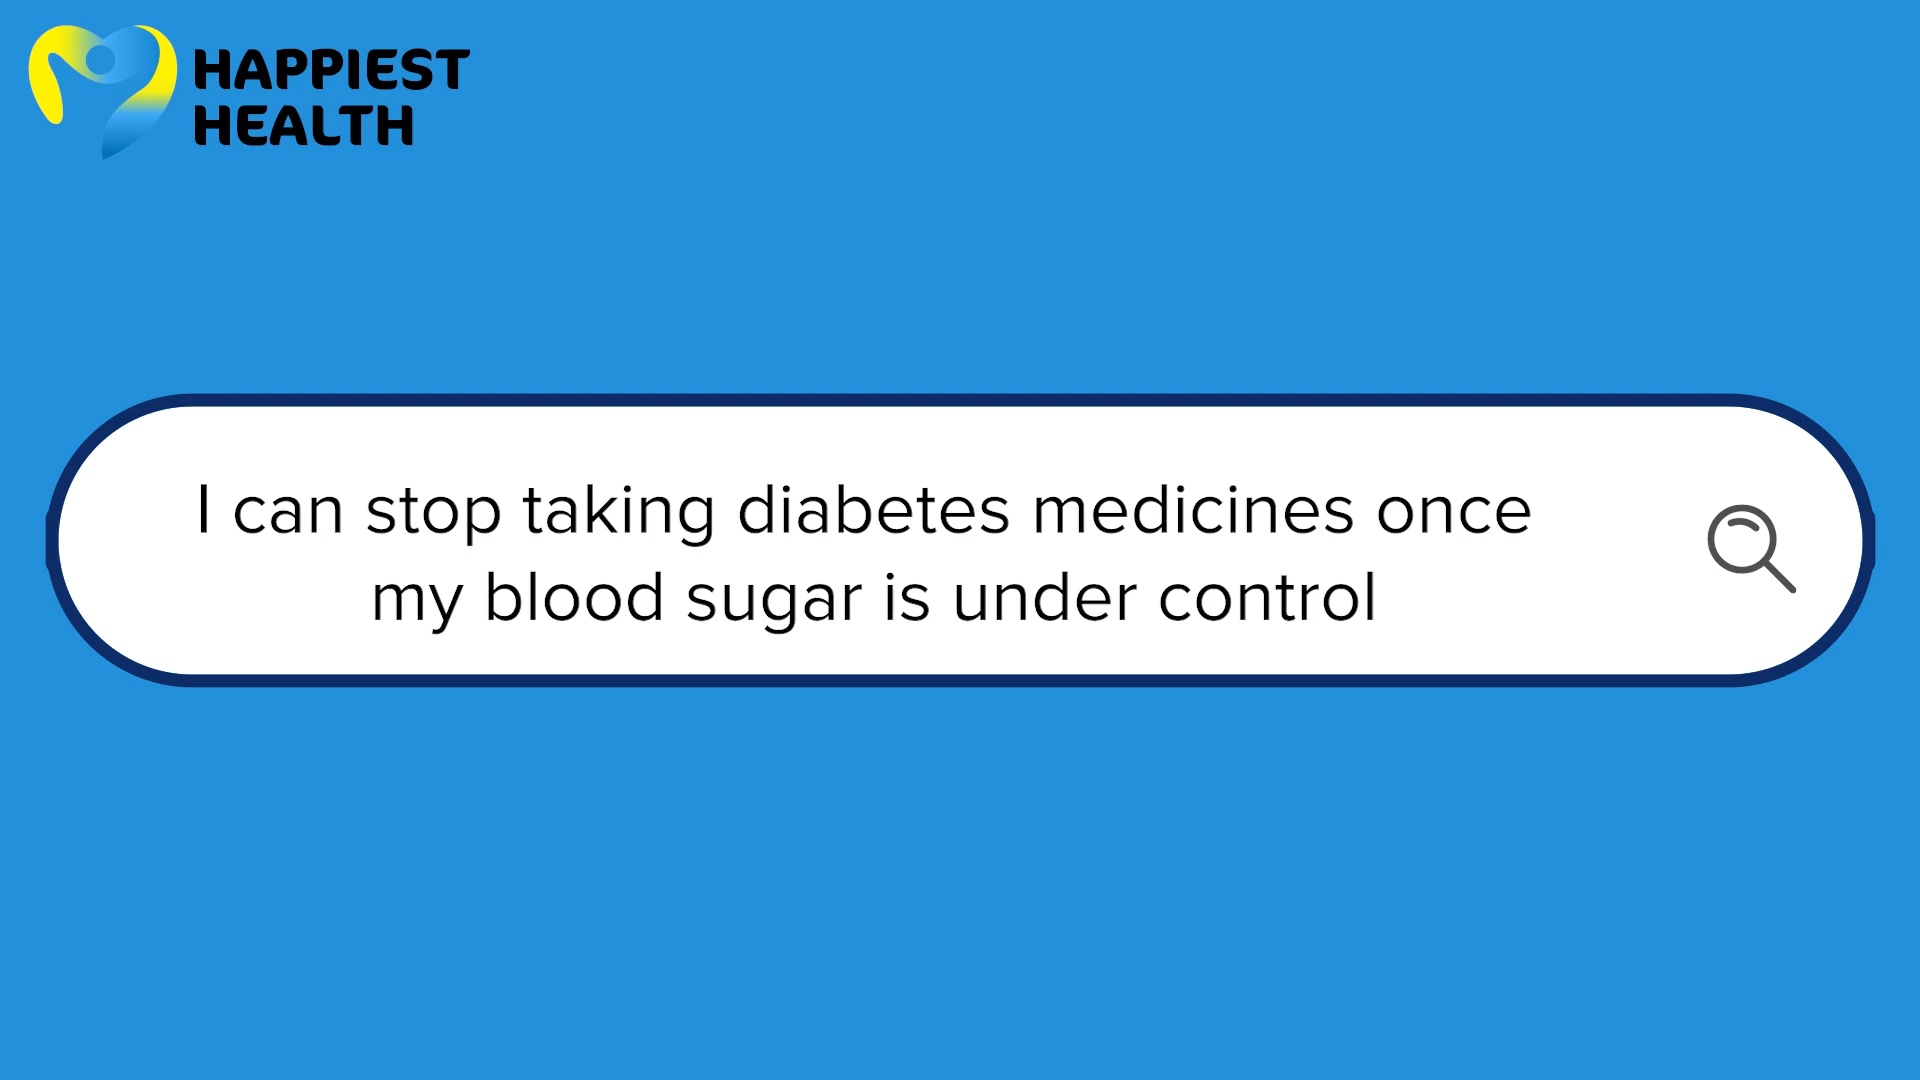 HAPPIEST
HEALTH
I can stop taking diabetes medicines once
my blood sugar is under control